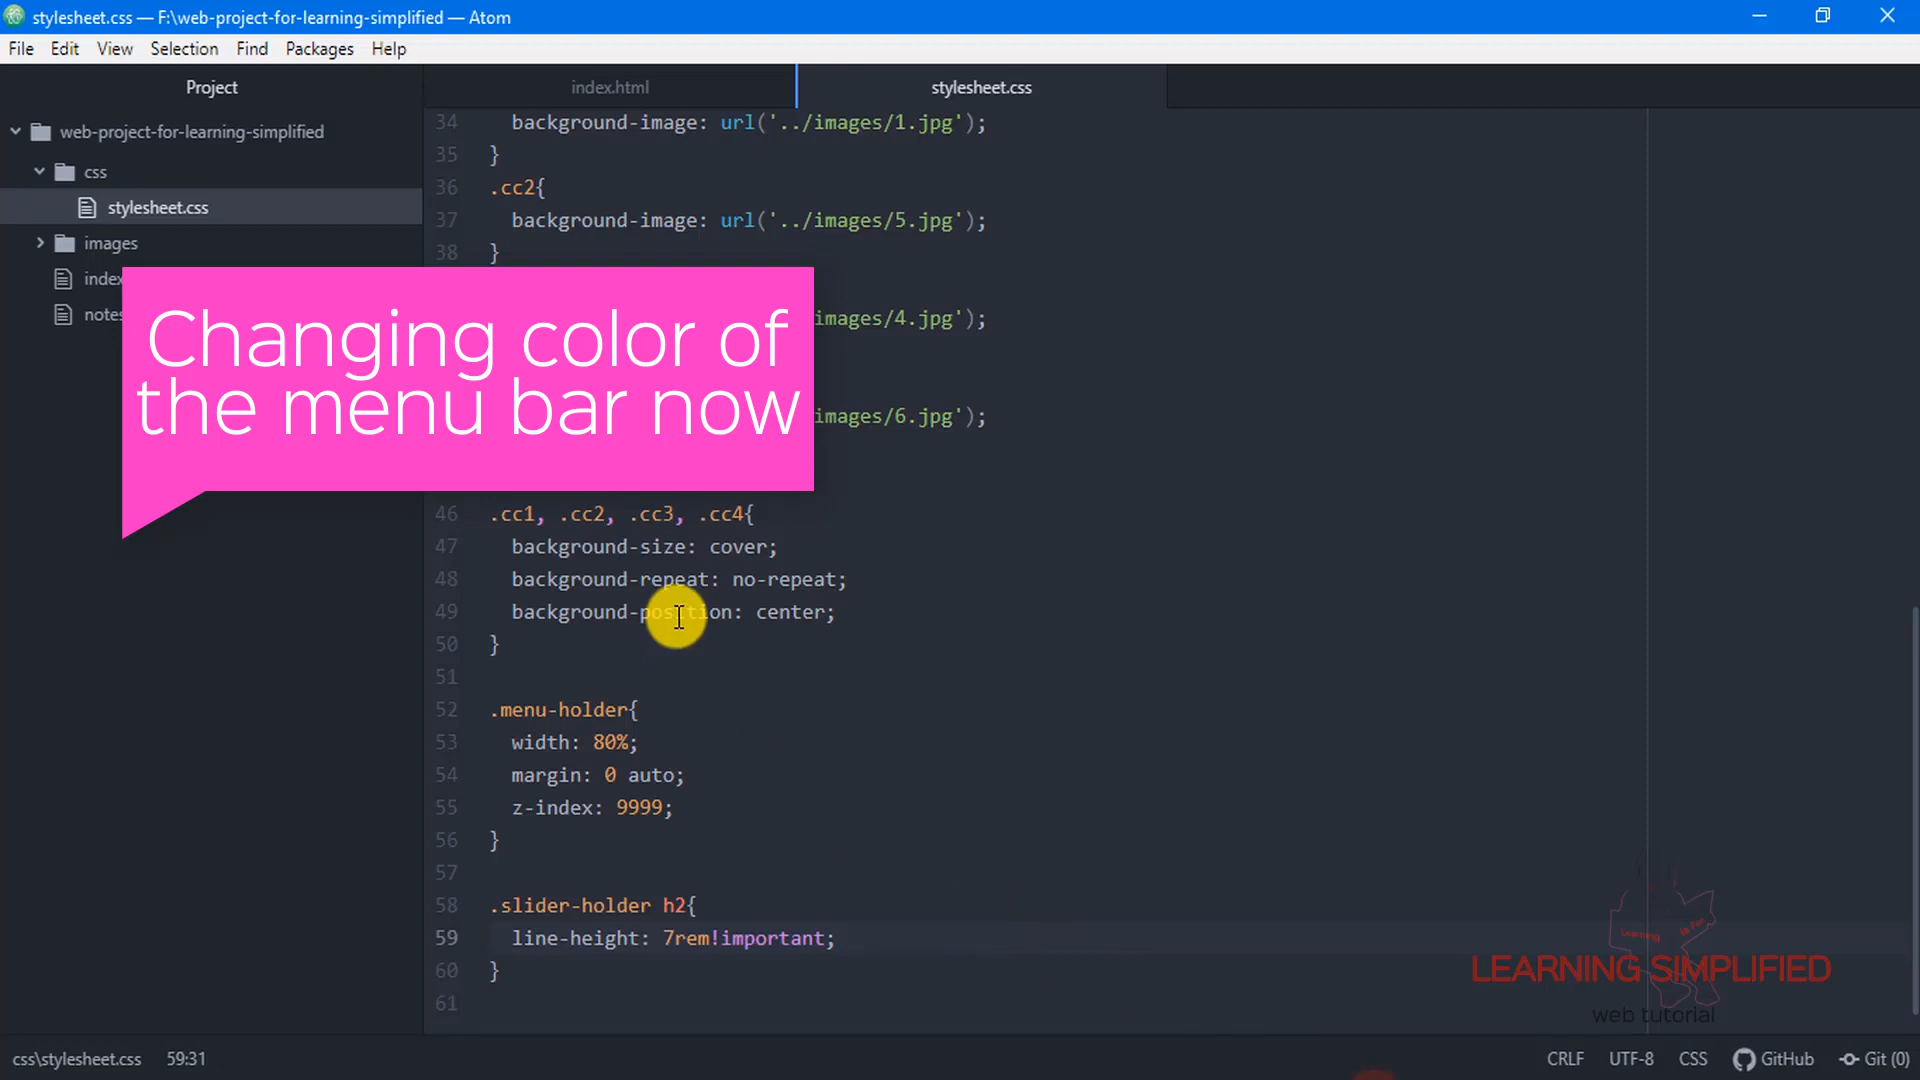 stylesheet.css — F:\web-project-for-learning-simplified — Atom
File Edit View Selection Find Packages Help
Project
index.html
stylesheet.css
web-project-for-learning-simplified
css
stylesheet.css
images
index
notes
34 background-image: url('../images/1.jpg');
35 }
36 .cc2{
37 background-image: url('../images/5.jpg');
38 }
images/4.jpg');
images/6.jpg');
Changing color of
the menu bar now
46 .cc1, .cc2, .cc3, .cc4{
47 background-size: cover;
48 background-repeat: no-repeat;
49 background-position: center;
50 }
51
52 .menu-holder{
53 width: 80%;
54 margin: 0 auto;
55 z-index: 9999;
56 }
57
58 .slider-holder h2{
59 line-height: 7rem!important;
60 }
61
Learning is Fun
LEARNING SIMPLIFIED
web tutorial
css\stylesheet.css 59:31
CRLF UTF-8 CSS GitHub Git (0)